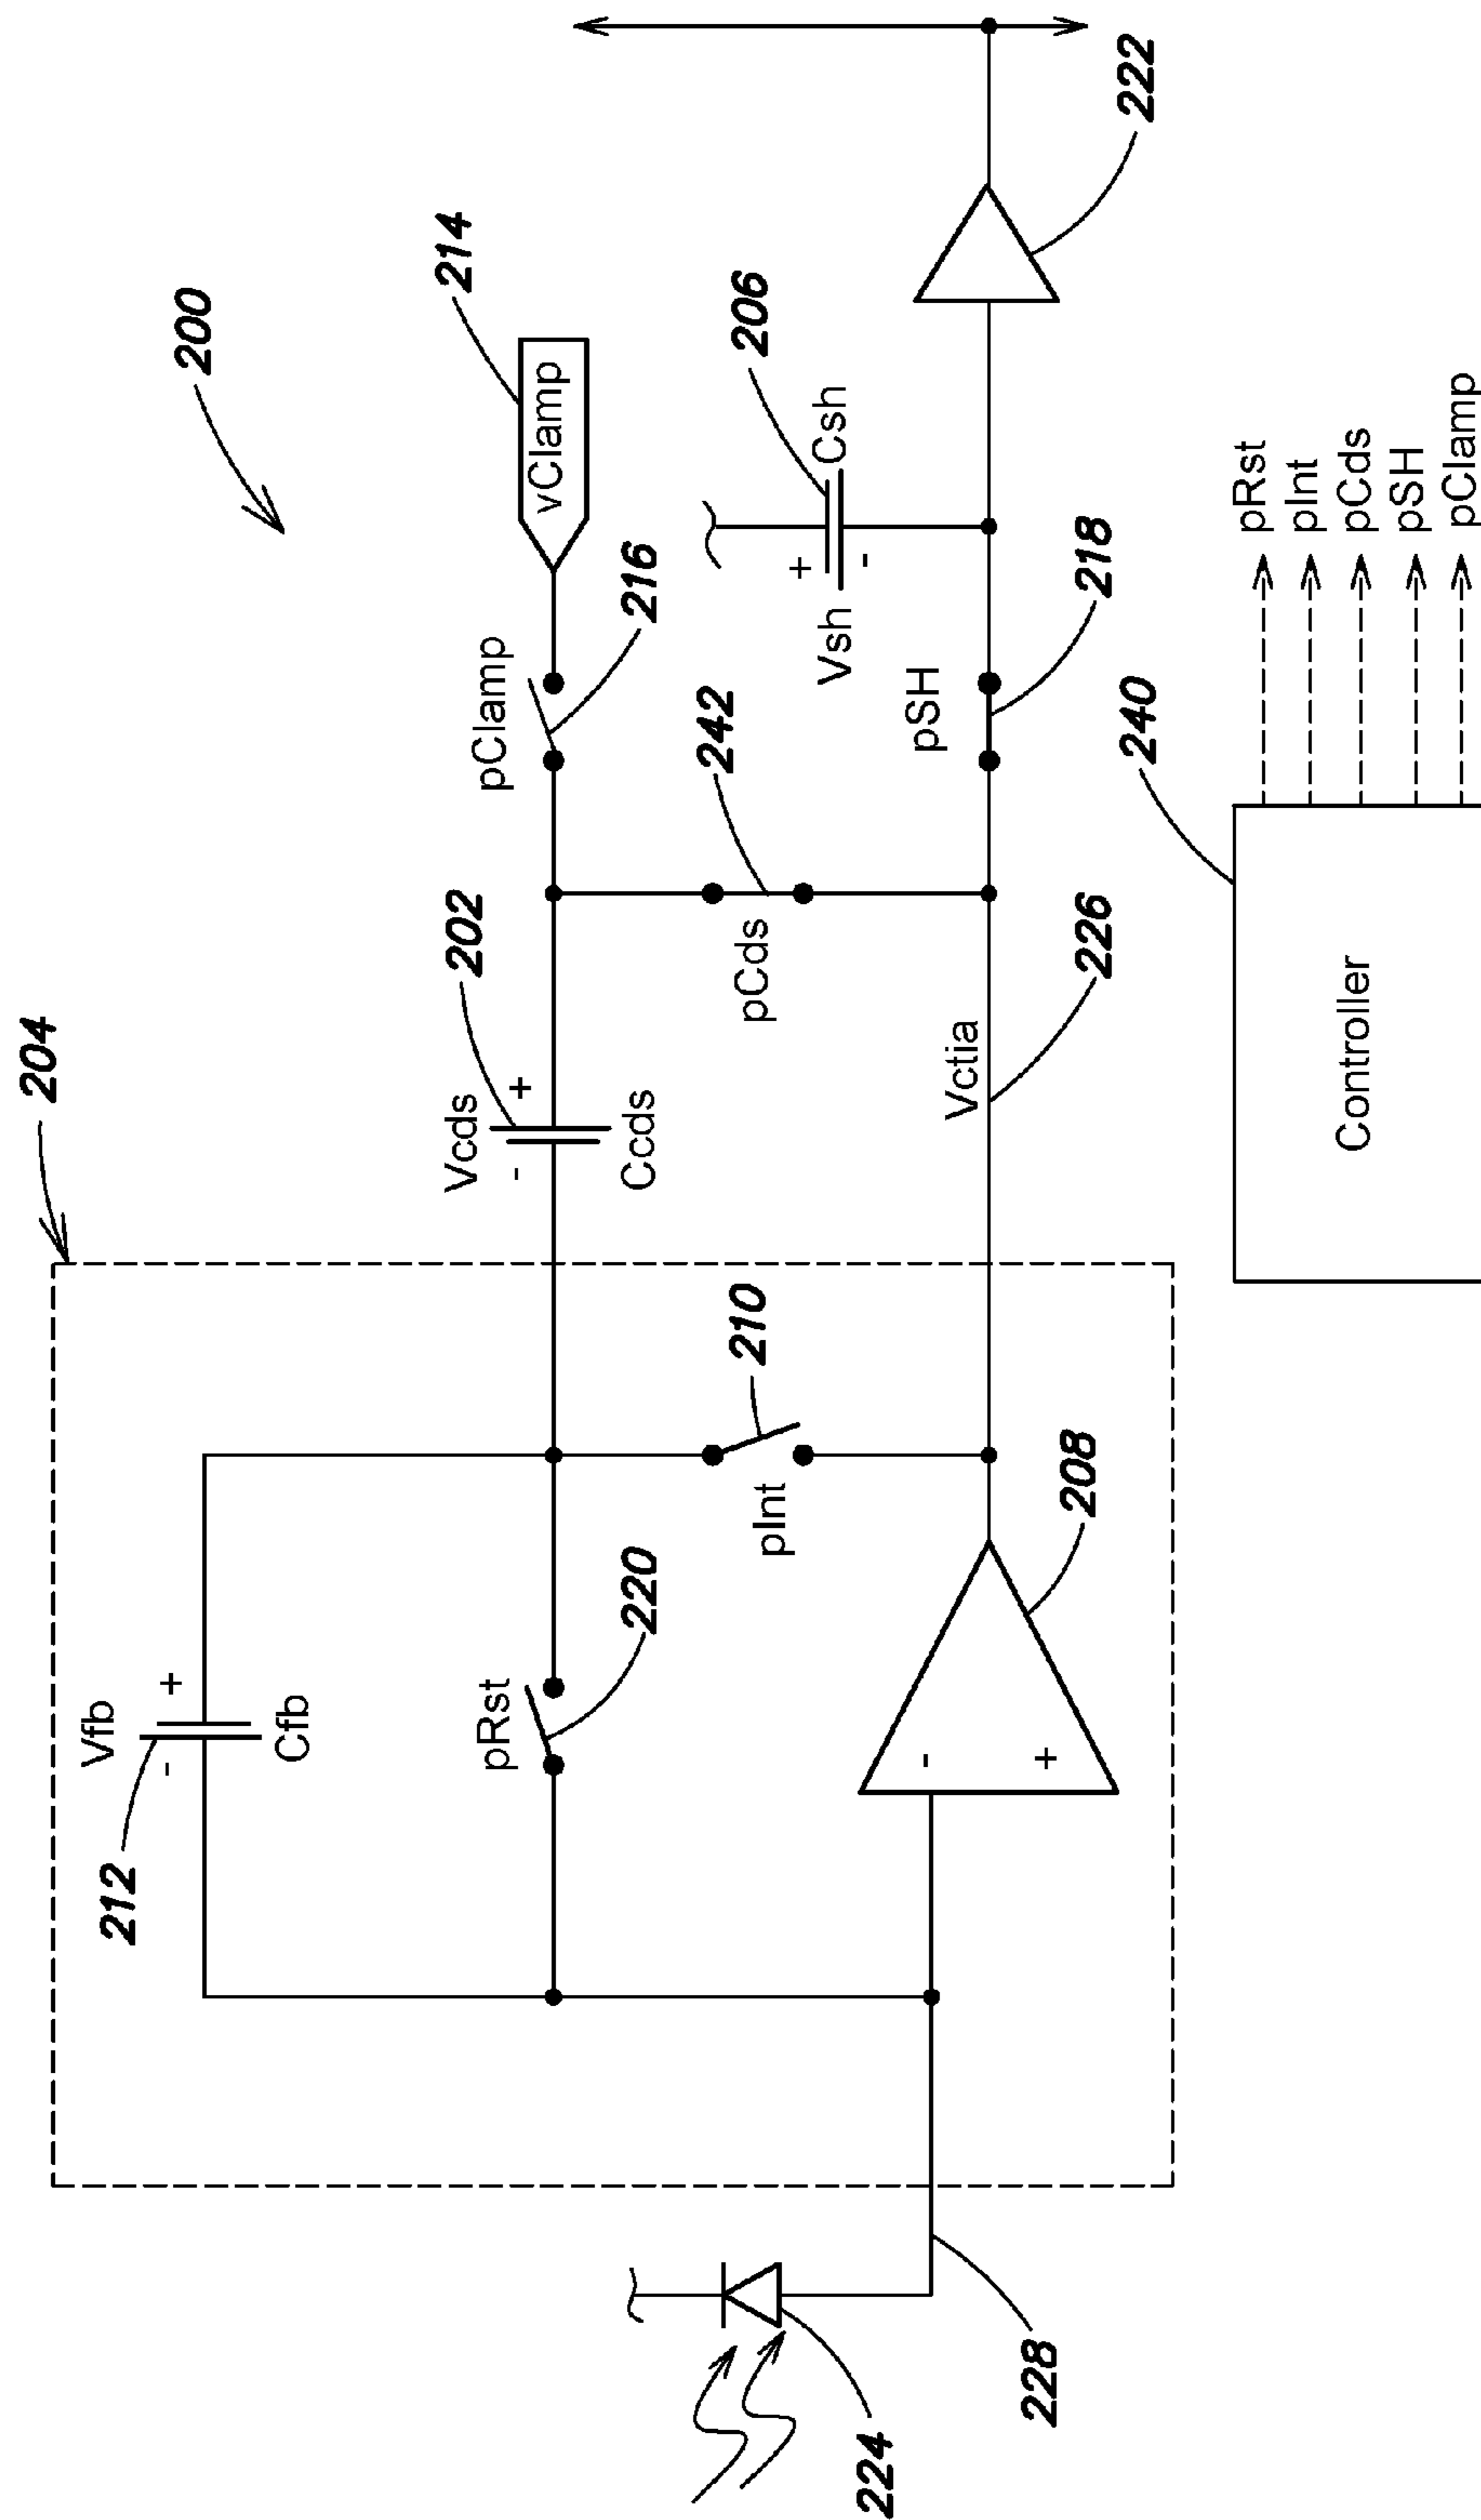 200
204
Vfb
-
+
Cfb
212
pRst
220
pInt
210
-
+
208
Vcds
-
+
Ccds
202
pClamp
216
vClamp
214
pCds
242
Vctia
226
pSH
218
Vsh
+
-
Csh
206
222
224
228
Controller
240
pRst
pInt
pCds
pSH
pClamp